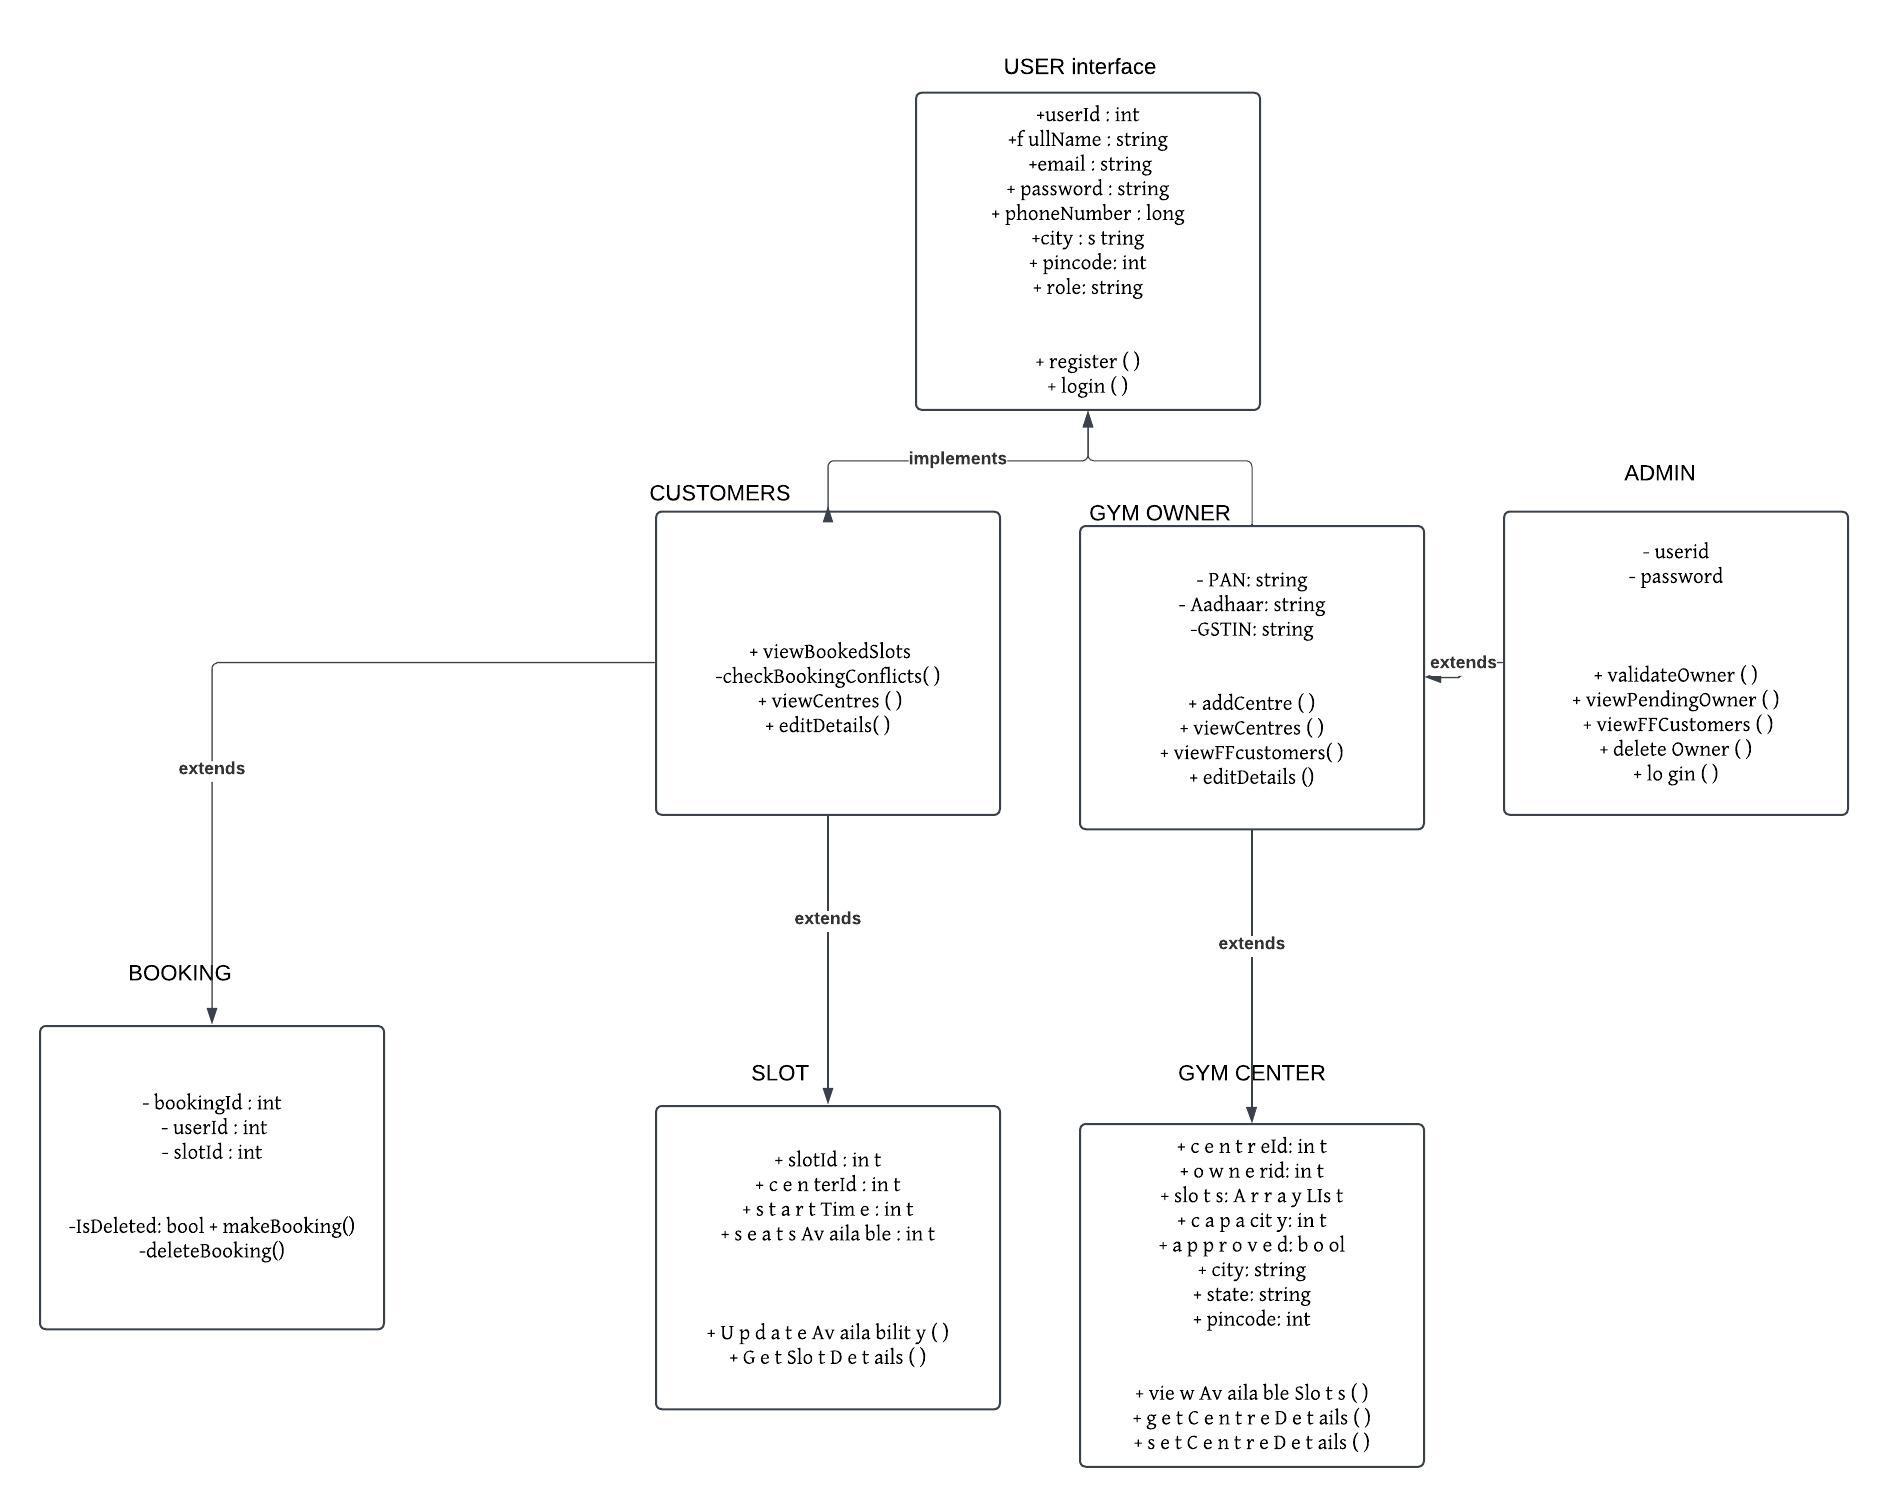 USER interface
+userId : int
+f ullName : string
+email : string
+ password : string
+ phoneNumber : long
+city : s tring
+ pincode: int
+ role: string
+ register ( )
+ login ( )
implements
CUSTOMERS
+ viewBookedSlots
-checkBookingConflicts( )
+ viewCentres ( )
+ editDetails( )
GYM OWNER
- PAN: string
- Aadhaar: string
-GSTIN: string
+ addCentre ( )
+ viewCentres ( )
+ viewFFcustomers( )
+ editDetails ()
extends
ADMIN
- userid
- password
+ validateOwner ( )
+ viewPendingOwner ( )
+ viewFFCustomers ( )
+ delete Owner ( )
+ lo gin ( )
extends
extends
extends
BOOKING
- bookingId : int
- userId : int
- slotId : int
-IsDeleted: bool + makeBooking()
-deleteBooking()
SLOT
+ slotId : in t
+ c e n terId : in t
+ s t a r t Tim e : in t
+ s e a t s Av aila ble : in t
+ U p d a t e Av aila bilit y ( )
+ G e t Slo t D e t ails ( )
GYM CENTER
+ c e n t r eId: in t
+ o w n e rid: in t
+ slo t s: A r r a y LIs t
+ c a p a cit y: in t
+ a p p r o v e d: b o ol
+ city: string
+ state: string
+ pincode: int
+ vie w Av aila ble Slo t s ( )
+ g e t C e n t r e D e t ails ( )
+ s e t C e n t r e D e t ails ( )